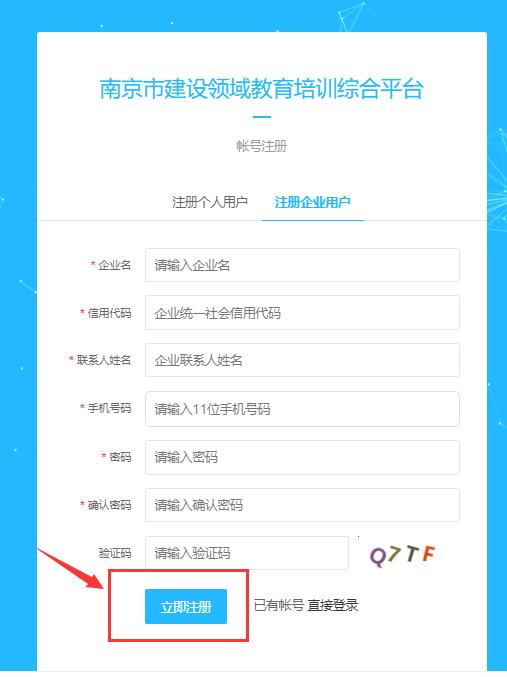 南京市建设领域教育培训综合平台
帐号注册
注册个人用户 注册企业用户
* 企业名 请输入企业名
* 信用代码 企业统一社会信用代码
* 联系人姓名 企业联系人姓名
* 手机号码 请输入11位手机号码
* 密码 请输入密码
* 确认密码 请输入确认密码
验证码 请输入验证码 Q7TF
立即注册 已有帐号 直接登录